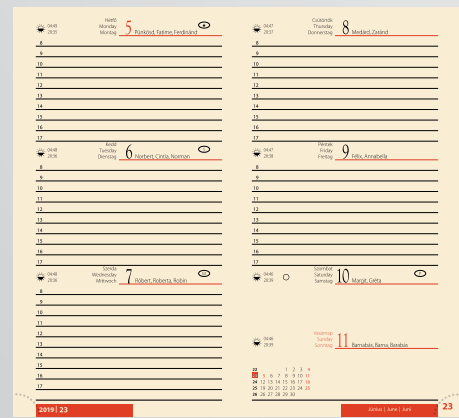 Hétfő
04:49 Monday 5
20:35 Montag Pünkösd, Fatime, Ferdinánd
8
9
10
11
12
13
14
15
16
17
Kedd
04:48 Tuesday 6
20:36 Dienstag Norbert, Cintia, Norman
8
9
10
11
12
13
14
15
16
17
Szerda
04:48 Wednesday 7
20:36 Mittwoch Róbert, Roberta, Robin
8
9
10
11
12
13
14
15
16
17
2019 | 23
Csütörtök
04:47 Thursday 8
20:37 Donnerstag Medárd, Zaránd
8
9
10
11
12
13
14
15
16
17
Péntek
04:47 Friday 9
20:38 Freitag Félix, Annabella
8
9
10
11
12
13
14
15
16
17
Szombat
04:46 Saturday 10
20:39 Samstag Margit, Gréta
Vasárnap
04:46 Sunday 11
20:39 Sonntag Barnabás, Barna, Barabás
22 1 2 3 4
23 5 6 7 8 9 10 11
24 12 13 14 15 16 17 18
25 19 20 21 22 23 24 25
26 26 27 28 29 30
Június | June | Juni
23